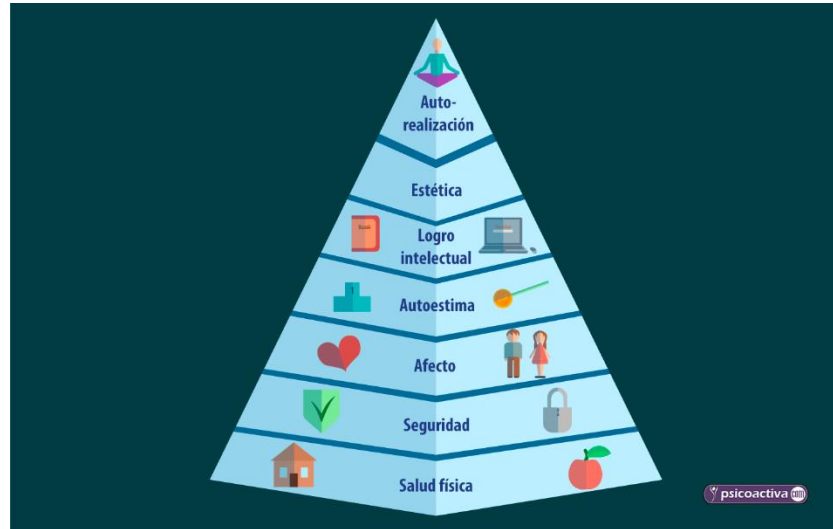 Auto-
realización
Estética
Logro
intelectual
Autoestima
Afecto
Seguridad
Salud física
psicoactiva